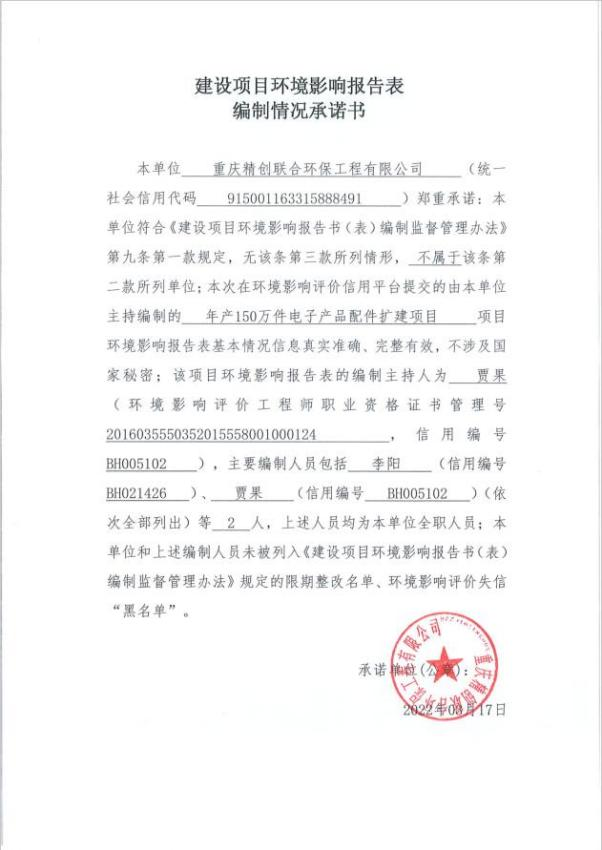 建设项目环境影响报告表
编制情况承诺书
本单位 重庆精创联合环保工程有限公司 （统一
社会信用代码 915001163315888491 ）郑重承诺：本
单位符合《建设项目环境影响报告书（表）编制监督管理办法》
第九条第一款规定，无该条第三款所列情形，不属于该条第
二款所列单位；本次在环境影响评价信用平台提交的由本单位
主持编制的 年产150万件电子产品配件扩建项目 项目
环境影响报告表基本情况信息真实准确、完整有效，不涉及国
家秘密；该项目环境影响报告表的编制主持人为 贾果
（环境影响评价工程师职业资格证书管理号
2016035550352015558001000124 ，信用编号
BH005102 ），主要编制人员包括 李阳 （信用编号
BH021426 ）、 贾果 （信用编号 BH005102 ）（依
次全部列出）等 2 人，上述人员均为本单位全职人员；本
单位和上述编制人员未被列入《建设项目环境影响报告书（表）
编制监督管理办法》规定的限期整改名单、环境影响评价失信
“黑名单”。
承诺单位(公章)：
重庆精创联合环保工程有限公司
2022年03月17日